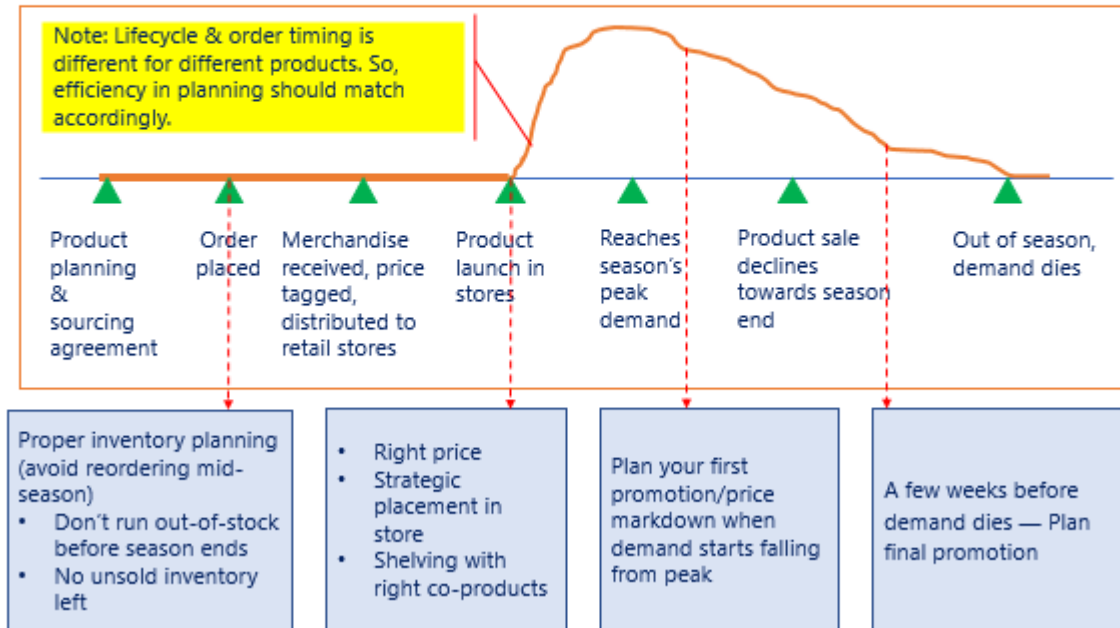 Note: Lifecycle & order timing is
different for different products. So,
efficiency in planning should match
accordingly.
Product
planning
&
sourcing
agreement
Order
placed
Merchandise
received, price
tagged,
distributed to
retail stores
Product
launch in
stores
Reaches
season's
peak
demand
Product sale
declines
towards season
end
Out of season,
demand dies
Proper inventory planning
(avoid reordering mid-
season)
• Don't run out-of-stock
before season ends
• No unsold inventory
left
• Right price
• Strategic
placement in
store
• Shelving with
right co-products
Plan your first
promotion/price
markdown when
demand starts falling
from peak
A few weeks before
demand dies — Plan
final promotion